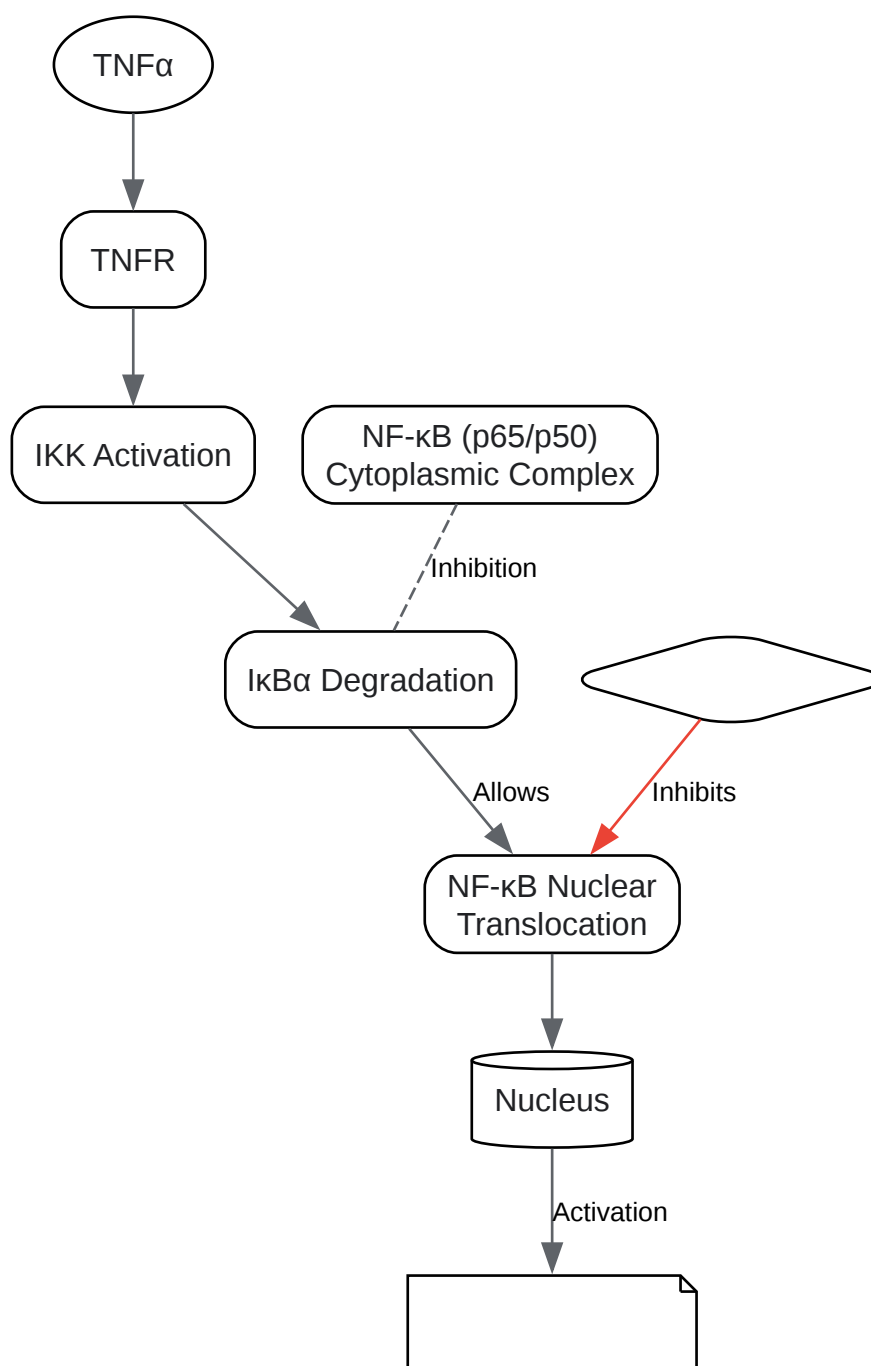 TNFα
TNFR
IKK Activation
NF-κB (p65/p50)
Cytoplasmic Complex
Inhibition
IκBα Degradation
Allows
Inhibits
NF-κB Nuclear
Translocation
Nucleus
Activation